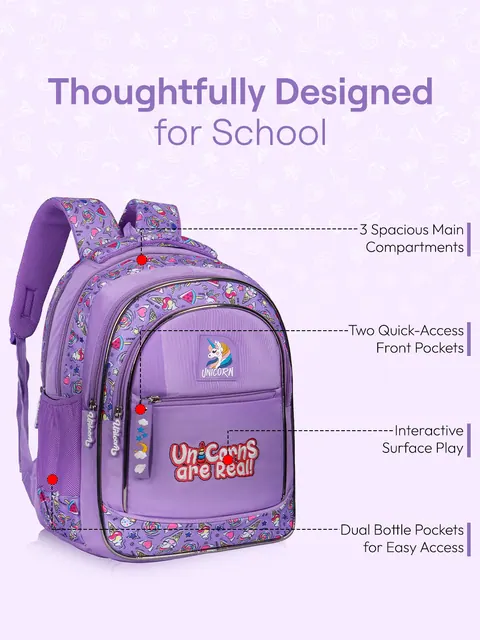 Thoughtfully Designed
for School
3 Spacious Main
Compartments
Two Quick-Access
Front Pockets
UNICORN
Interactive
Surface Play
UniCorns
are Real!
Dual Bottle Pockets
for Easy Access